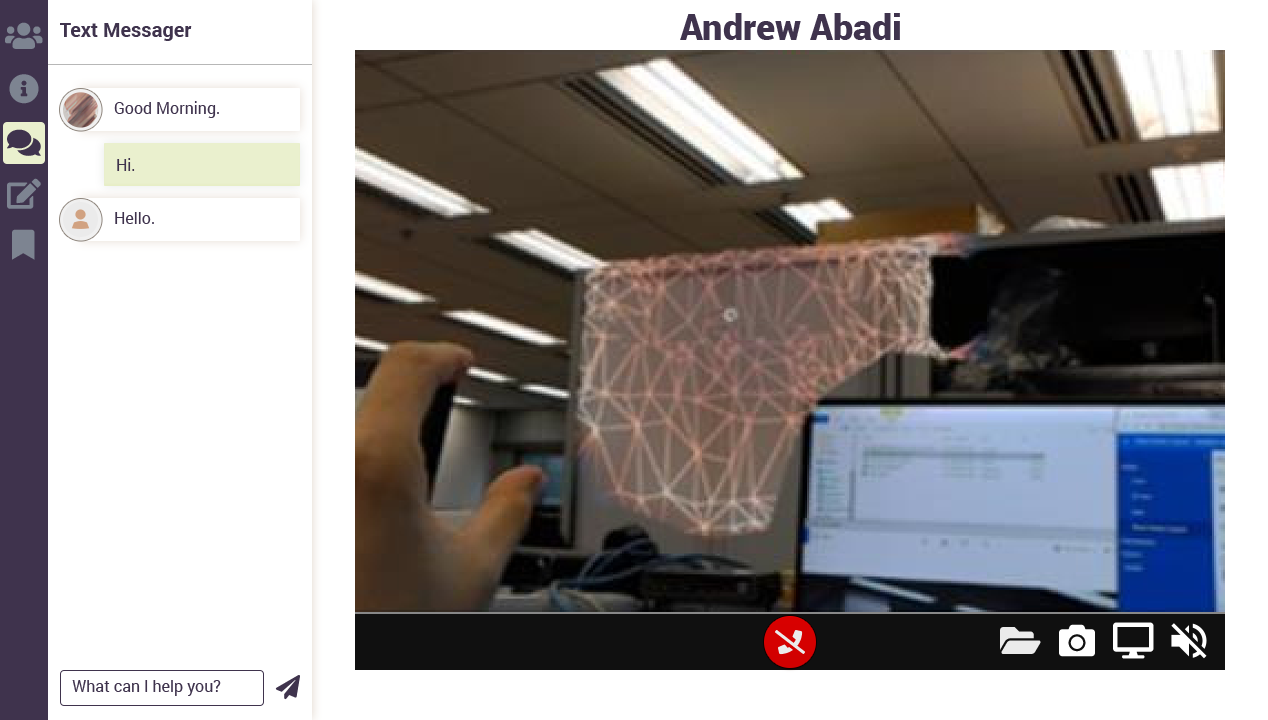 Text Messager
Good Morning.
Hi.
Hello.
What can I help you?
Andrew Abadi